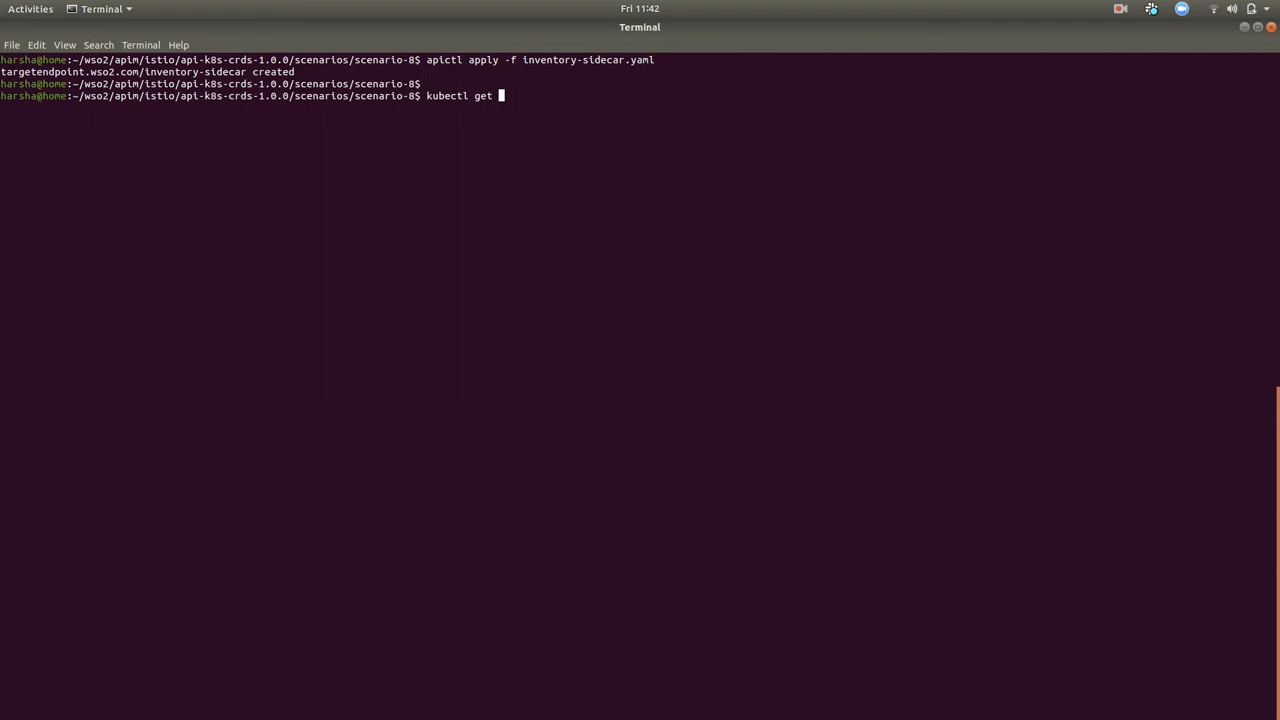 Activities Terminal Fri 11:42
Terminal
File Edit View Search Terminal Help
harsha@home:~/wso2/apim/istio/api-k8s-crds-1.0.0/scenarios/scenario-8$ apictl apply -f inventory-sidecar.yaml
targetendpoint.wso2.com/inventory-sidecar created
harsha@home:~/wso2/apim/istio/api-k8s-crds-1.0.0/scenarios/scenario-8$
harsha@home:~/wso2/apim/istio/api-k8s-crds-1.0.0/scenarios/scenario-8$ kubectl get